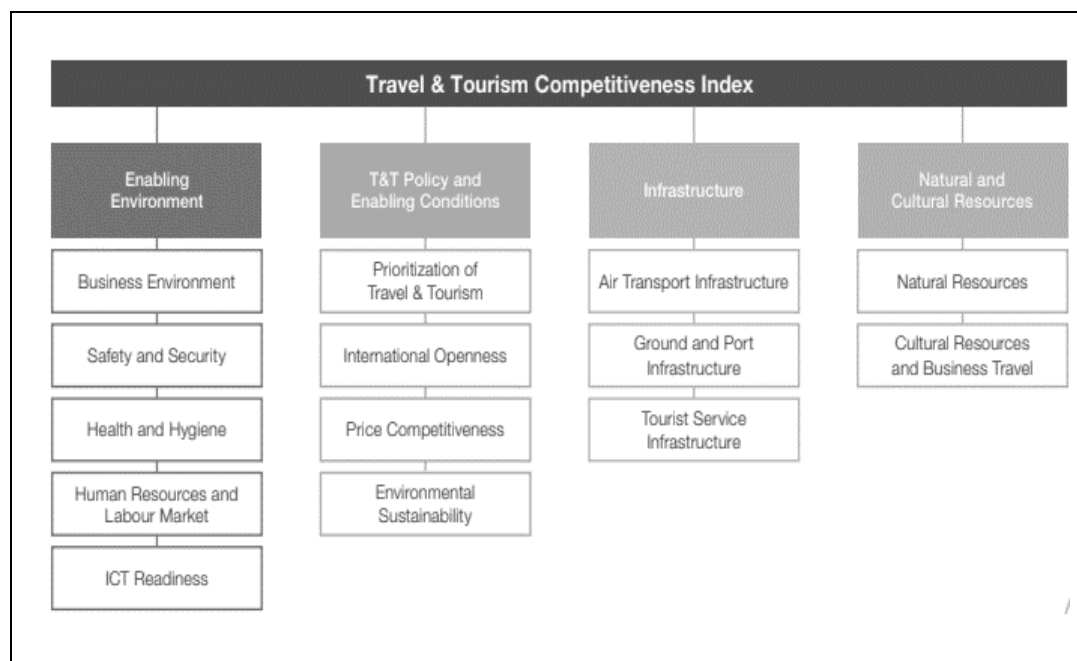 Travel & Tourism Competitiveness Index
Enabling
Environment
Business Environment
Safety and Security
Health and Hygiene
Human Resources and
Labour Market
ICT Readiness
T&T Policy and
Enabling Conditions
Prioritization of
Travel & Tourism
International Openness
Price Competitiveness
Environmental
Sustainability
Infrastructure
Air Transport Infrastructure
Ground and Port
Infrastructure
Tourist Service
Infrastructure
Natural and
Cultural Resources
Natural Resources
Cultural Resources
and Business Travel